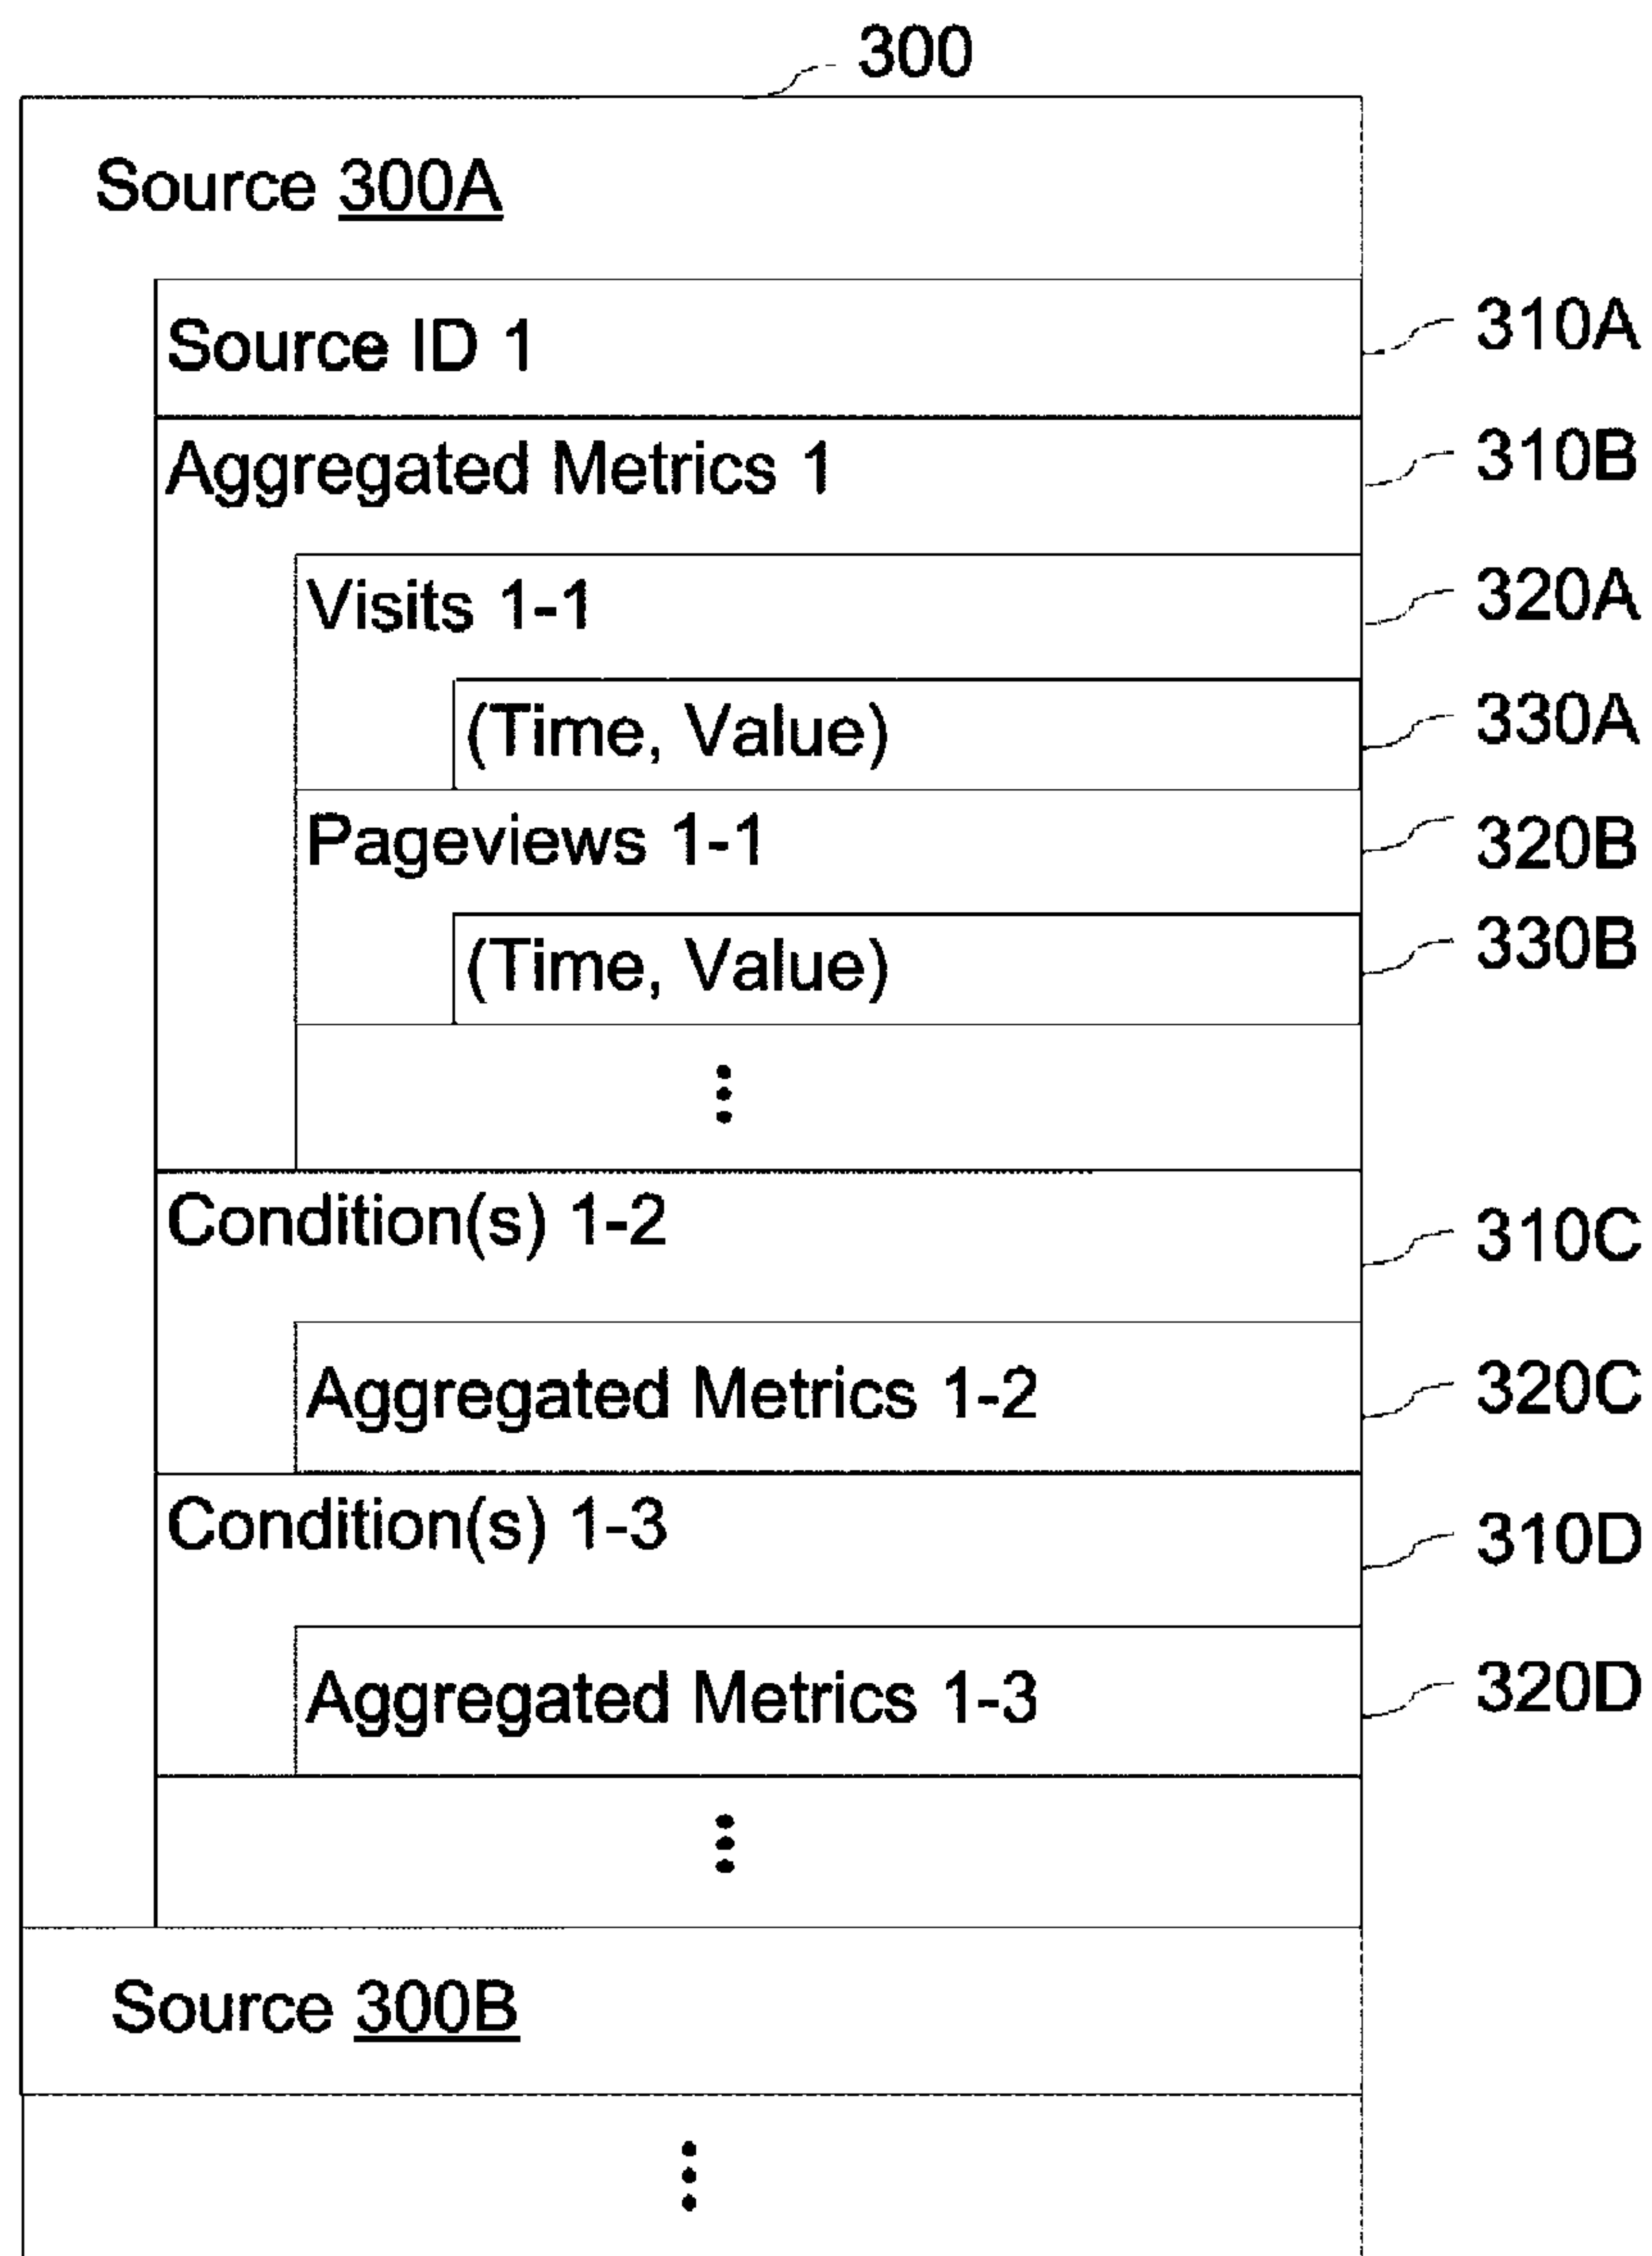 300
Source 300A
Source ID 1 310A
Aggregated Metrics 1 310B
Visits 1-1 320A
(Time, Value) 330A
Pageviews 1-1 320B
(Time, Value) 330B
Condition(s) 1-2 310C
Aggregated Metrics 1-2 320C
Condition(s) 1-3 310D
Aggregated Metrics 1-3 320D
Source 300B